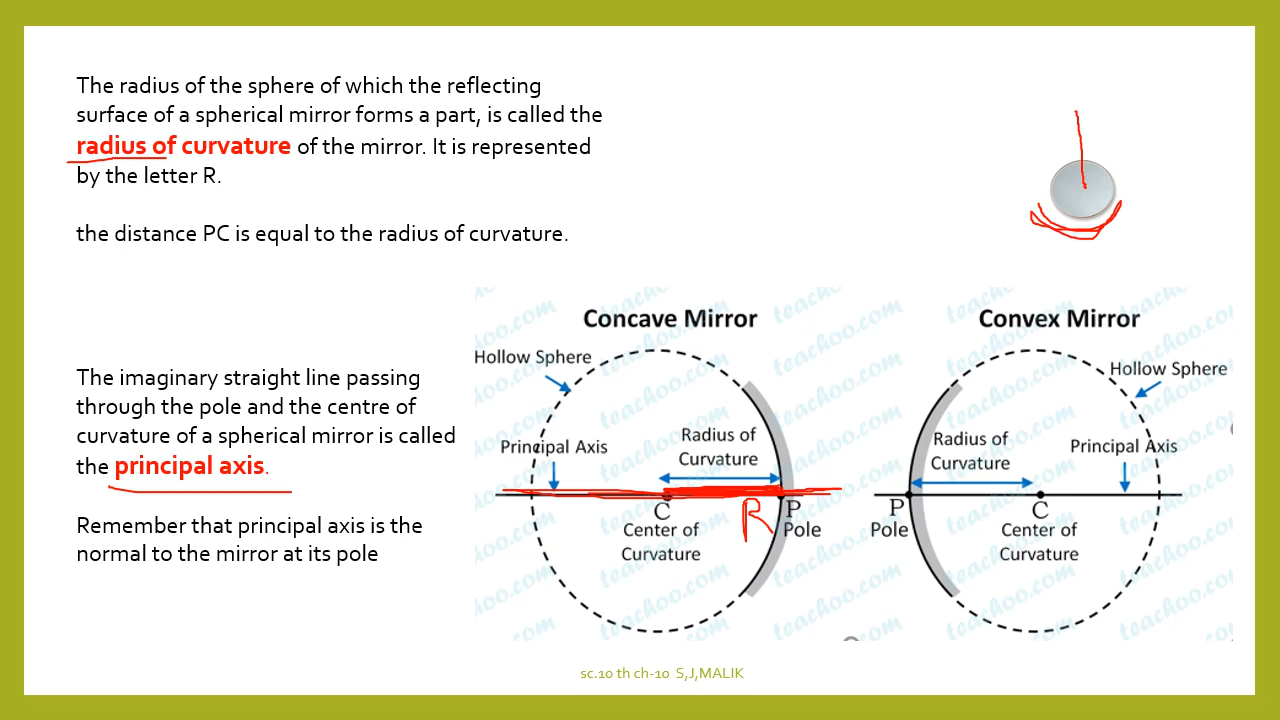 The radius of the sphere of which the reflecting
surface of a spherical mirror forms a part, is called the
radius of curvature of the mirror. It is represented
by the letter R.
the distance PC is equal to the radius of curvature.
The imaginary straight line passing
through the pole and the centre of
curvature of a spherical mirror is called
the principal axis.
Remember that principal axis is the
normal to the mirror at its pole
Concave Mirror
Hollow Sphere
Principal Axis
Radius of
Curvature
C
R
P
Center of
Curvature
Pole
Convex Mirror
Hollow Sphere
Radius of
Curvature
Principal Axis
P
Pole
C
Center of
Curvature
teachoo.com
sc.10 th ch-10 S,J,MALIK